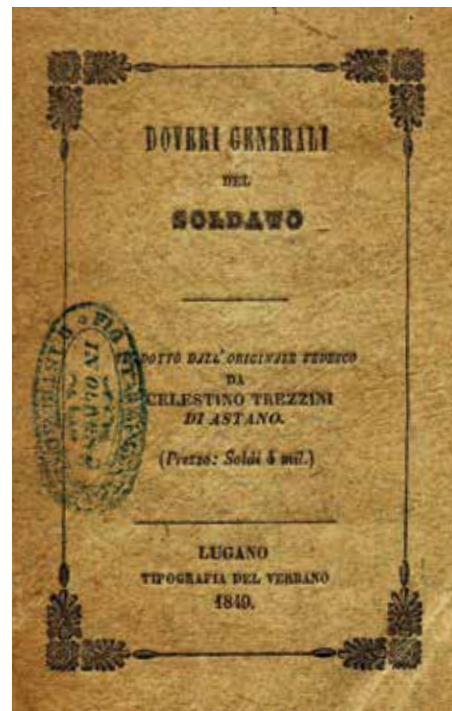 DOVERI GENERALI
DEL
SOLDATO
DALL' ORIGINALE TEDESCO
DA
CELESTINO TREZZINI
DI ASTANO.
(Prezzo: Soldi 5 mil.)
LUGANO
TIPOGRAFIA DEL VERBANO
1849.